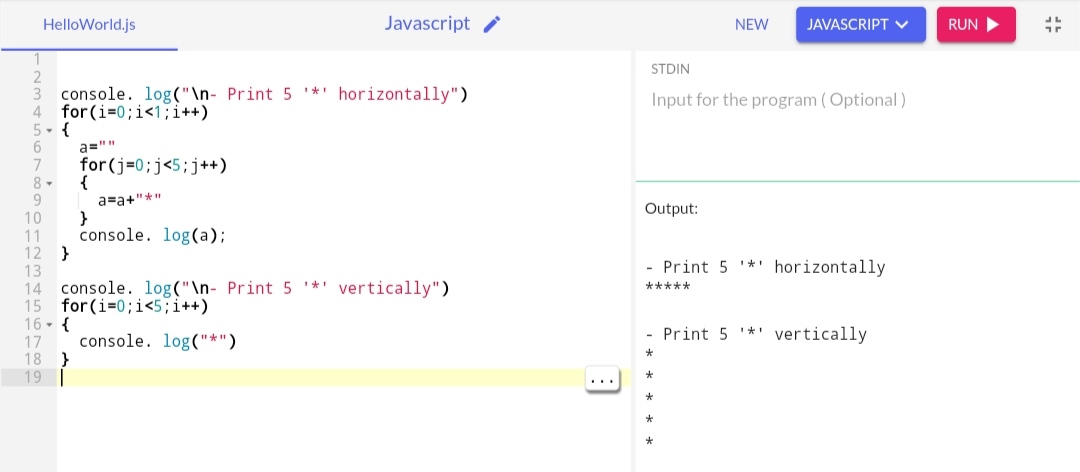 HelloWorld.js
Javascript
NEW
JAVASCRIPT
RUN
1
2
3 console. log("\n- Print 5 '*' horizontally")
4 for(i=0;i<1;i++)
5 {
6 a=""
7 for(j=0;j<5;j++)
8 {
9 a=a+"*"
10 }
11 console. log(a);
12 }
13
14 console. log("\n- Print 5 '*' vertically")
15 for(i=0;i<5;i++)
16 {
17 console. log("*")
18 }
19
...
STDIN
Input for the program ( Optional )
Output:
- Print 5 '*' horizontally
*****
- Print 5 '*' vertically
*
*
*
*
*